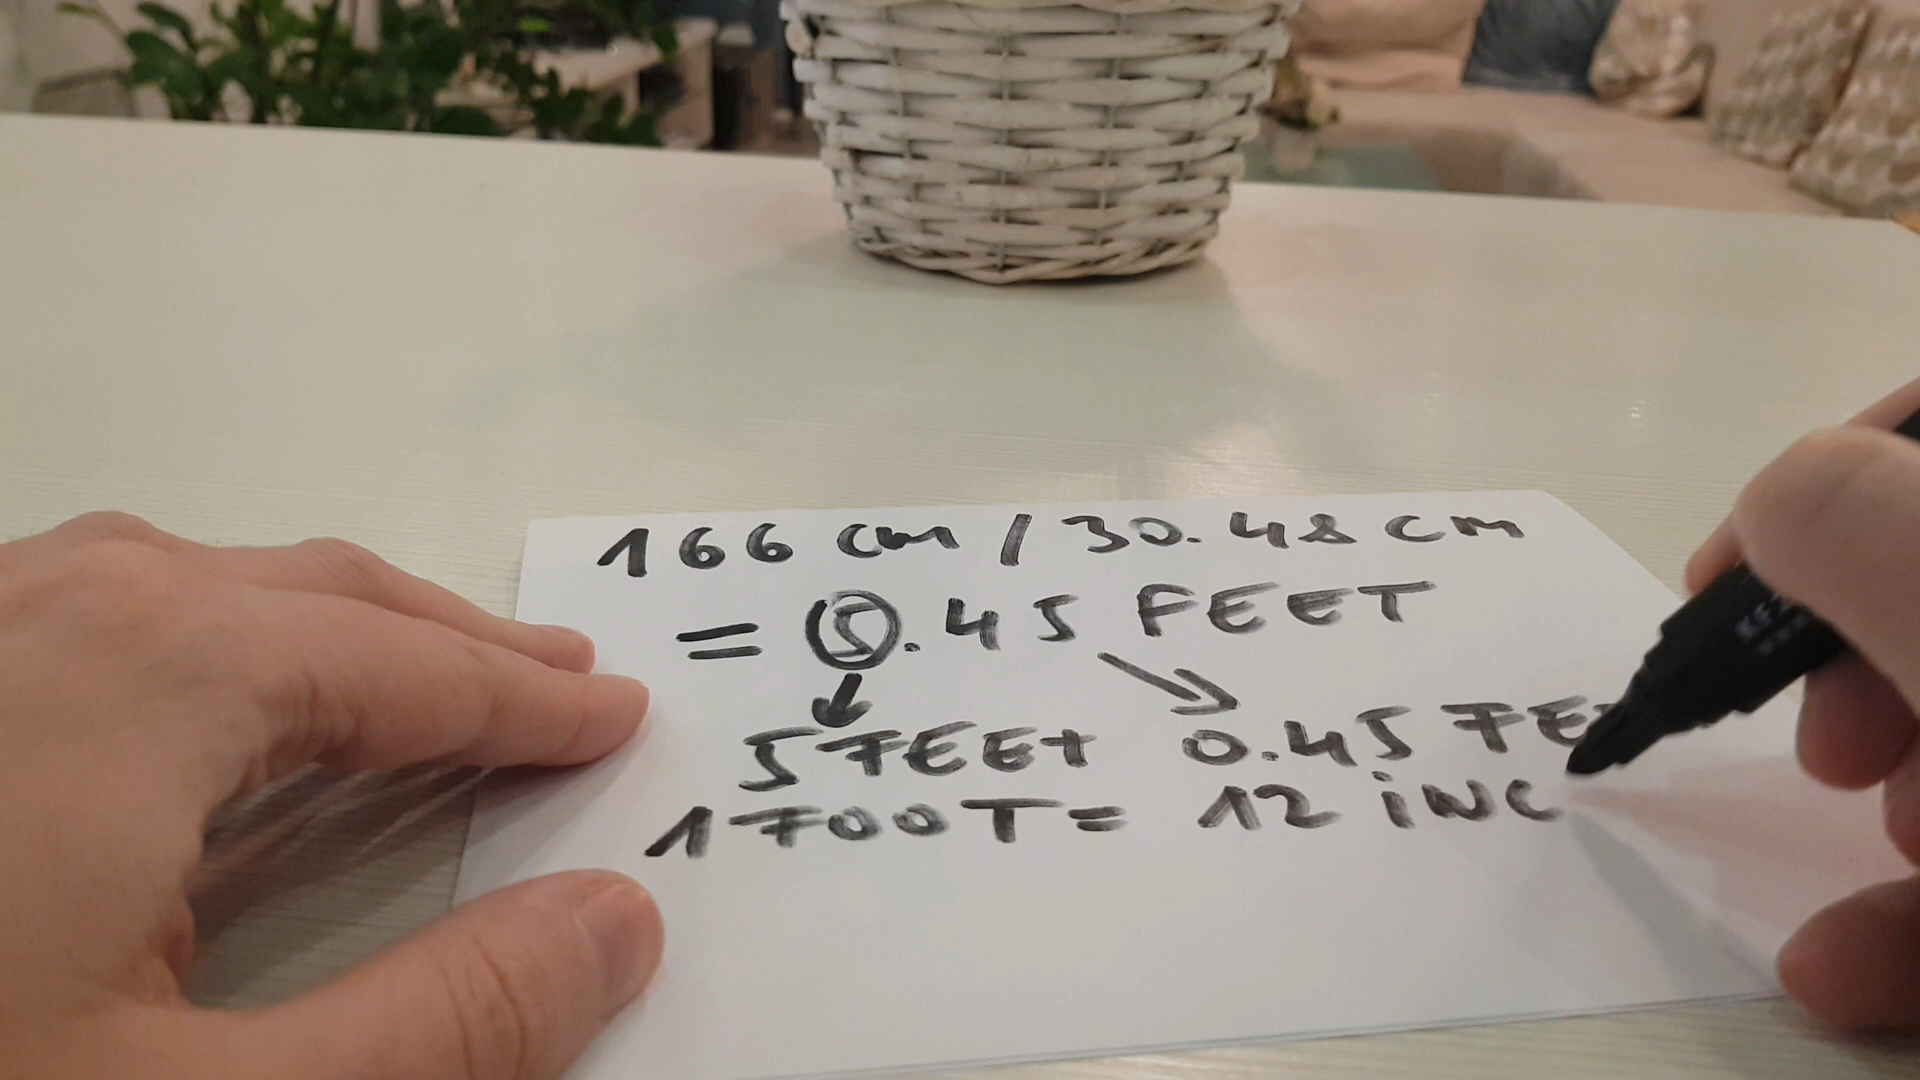 166 cm / 30.48 cm
= 5.45 FEET
5 FEET 0.45 FE
1 FOOT = 12 iNC